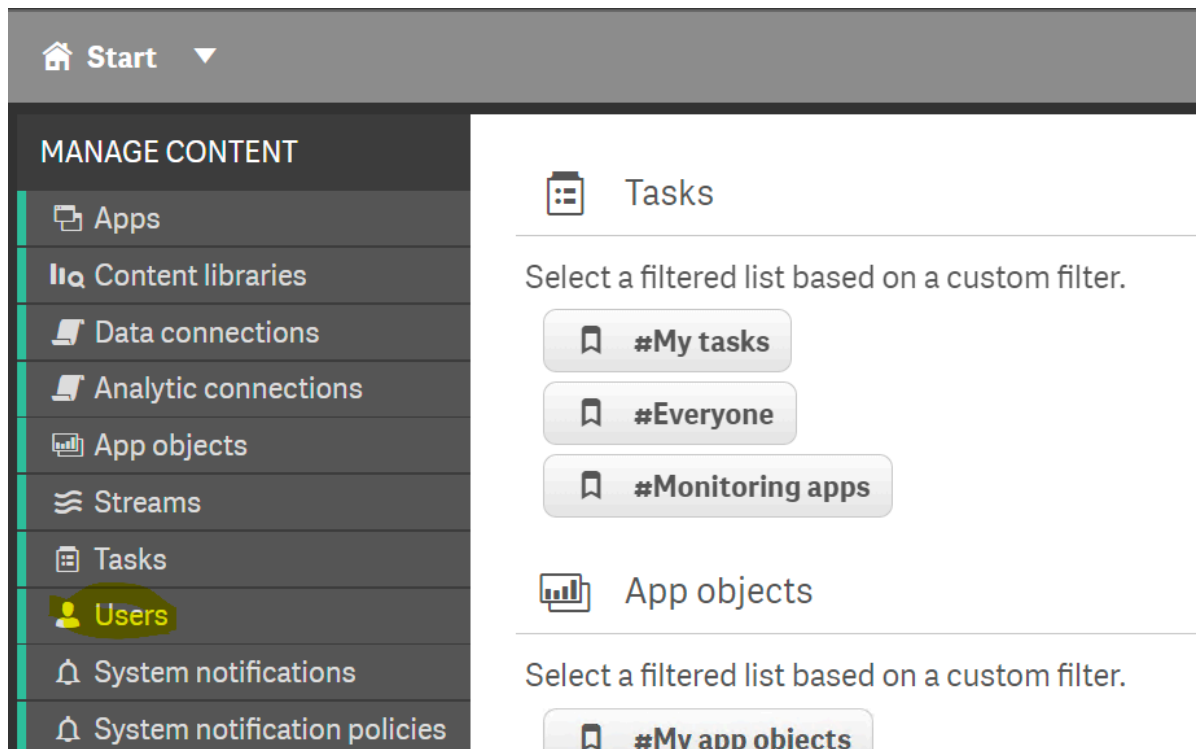 Start
MANAGE CONTENT
Apps
Content libraries
Data connections
Analytic connections
App objects
Streams
Tasks
Users
System notifications
System notification policies
Tasks
Select a filtered list based on a custom filter.
#My tasks
#Everyone
#Monitoring apps
App objects
Select a filtered list based on a custom filter.
#My app objects